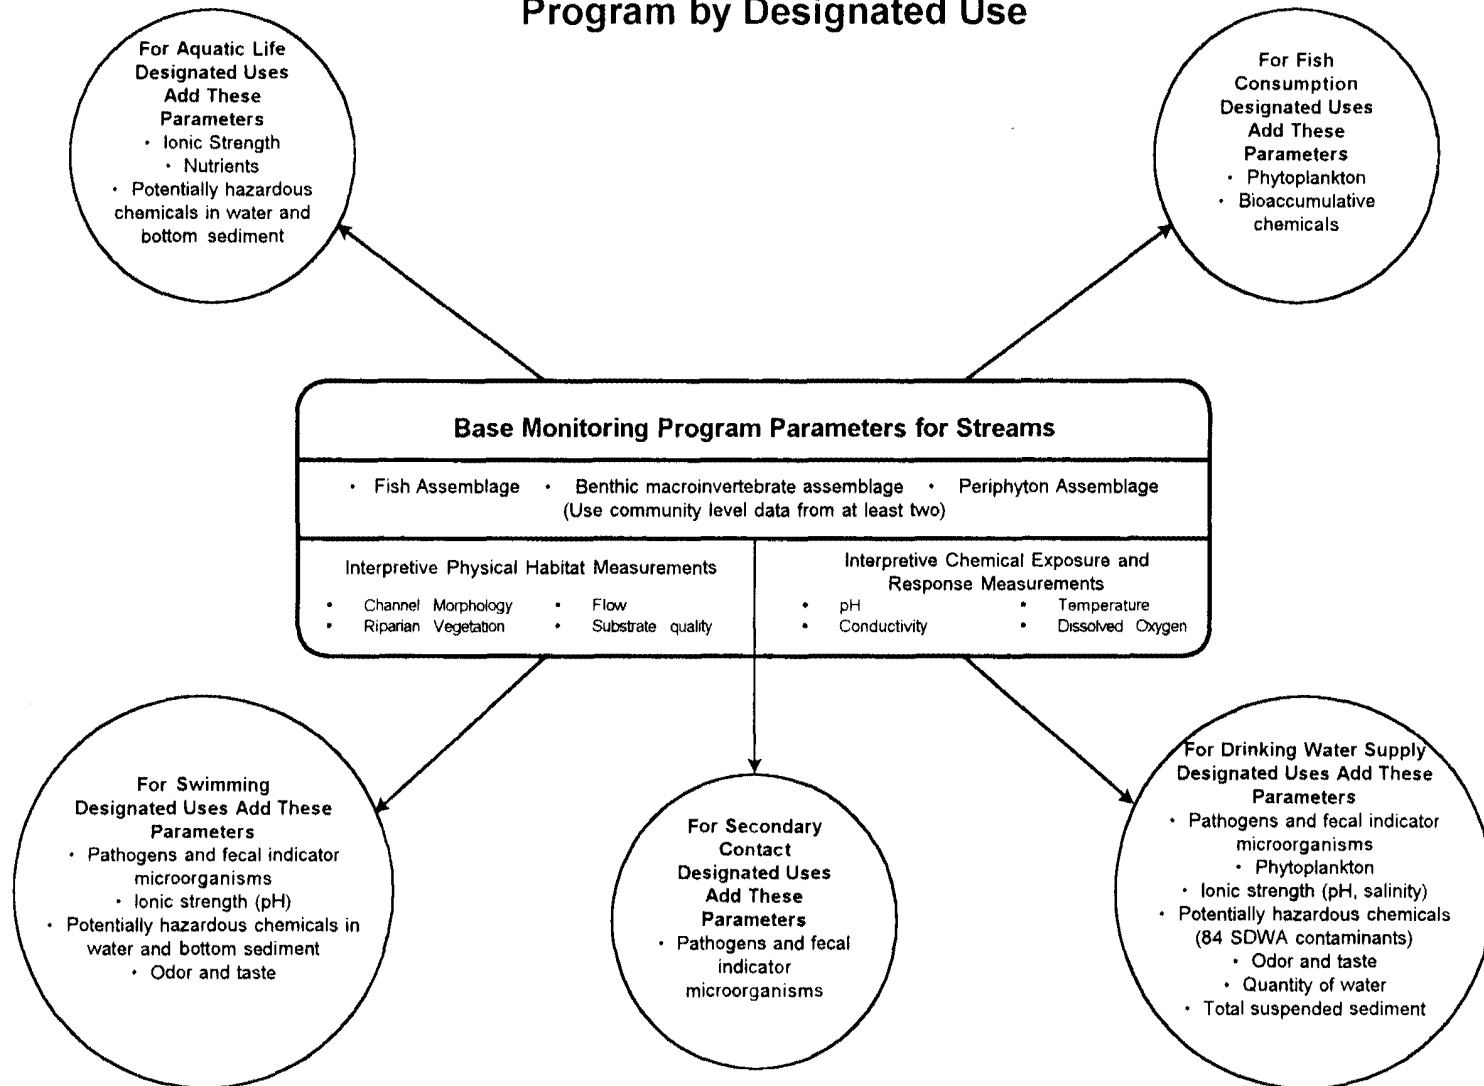 Program by Designated Use
For Aquatic Life
Designated Uses
Add These
Parameters
· Ionic Strength
· Nutrients
· Potentially hazardous
chemicals in water and
bottom sediment
For Fish
Consumption
Designated Uses
Add These
Parameters
· Phytoplankton
· Bioaccumulative
chemicals
Base Monitoring Program Parameters for Streams
· Fish Assemblage · Benthic macroinvertebrate assemblage · Periphyton Assemblage
(Use community level data from at least two)
Interpretive Physical Habitat Measurements
• Channel Morphology • Flow
• Riparian Vegetation • Substrate quality
Interpretive Chemical Exposure and
Response Measurements
• pH • Temperature
• Conductivity • Dissolved Oxygen
For Swimming
Designated Uses Add These
Parameters
· Pathogens and fecal indicator
microorganisms
· Ionic strength (pH)
· Potentially hazardous chemicals in
water and bottom sediment
· Odor and taste
For Secondary
Contact
Designated Uses
Add These
Parameters
· Pathogens and fecal
indicator
microorganisms
For Drinking Water Supply
Designated Uses Add These
Parameters
· Pathogens and fecal indicator
microorganisms
· Phytoplankton
· Ionic strength (pH, salinity)
· Potentially hazardous chemicals
(84 SDWA contaminants)
· Odor and taste
· Quantity of water
· Total suspended sediment